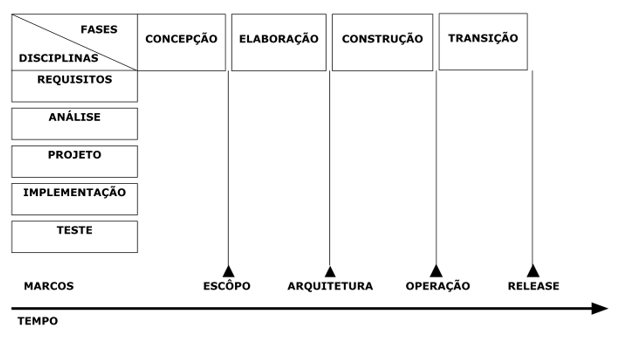 FASES
DISCIPLINAS
CONCEPÇÃO
ELABORAÇÃO
CONSTRUÇÃO
TRANSIÇÃO
REQUISITOS
ANÁLISE
PROJETO
IMPLEMENTAÇÃO
TESTE
MARCOS ESCÔPO ARQUITETURA OPERAÇÃO RELEASE
TEMPO